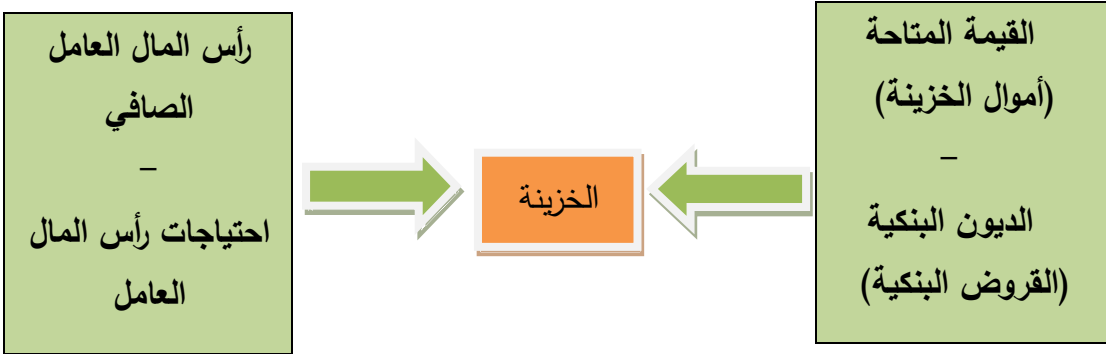 القيمة المتاحة
(أموال الخزينة)
–
الديون البنكية
(القروض البنكية)
الخزينة
رأس المال العامل
الصافي
–
احتياجات رأس المال
العامل